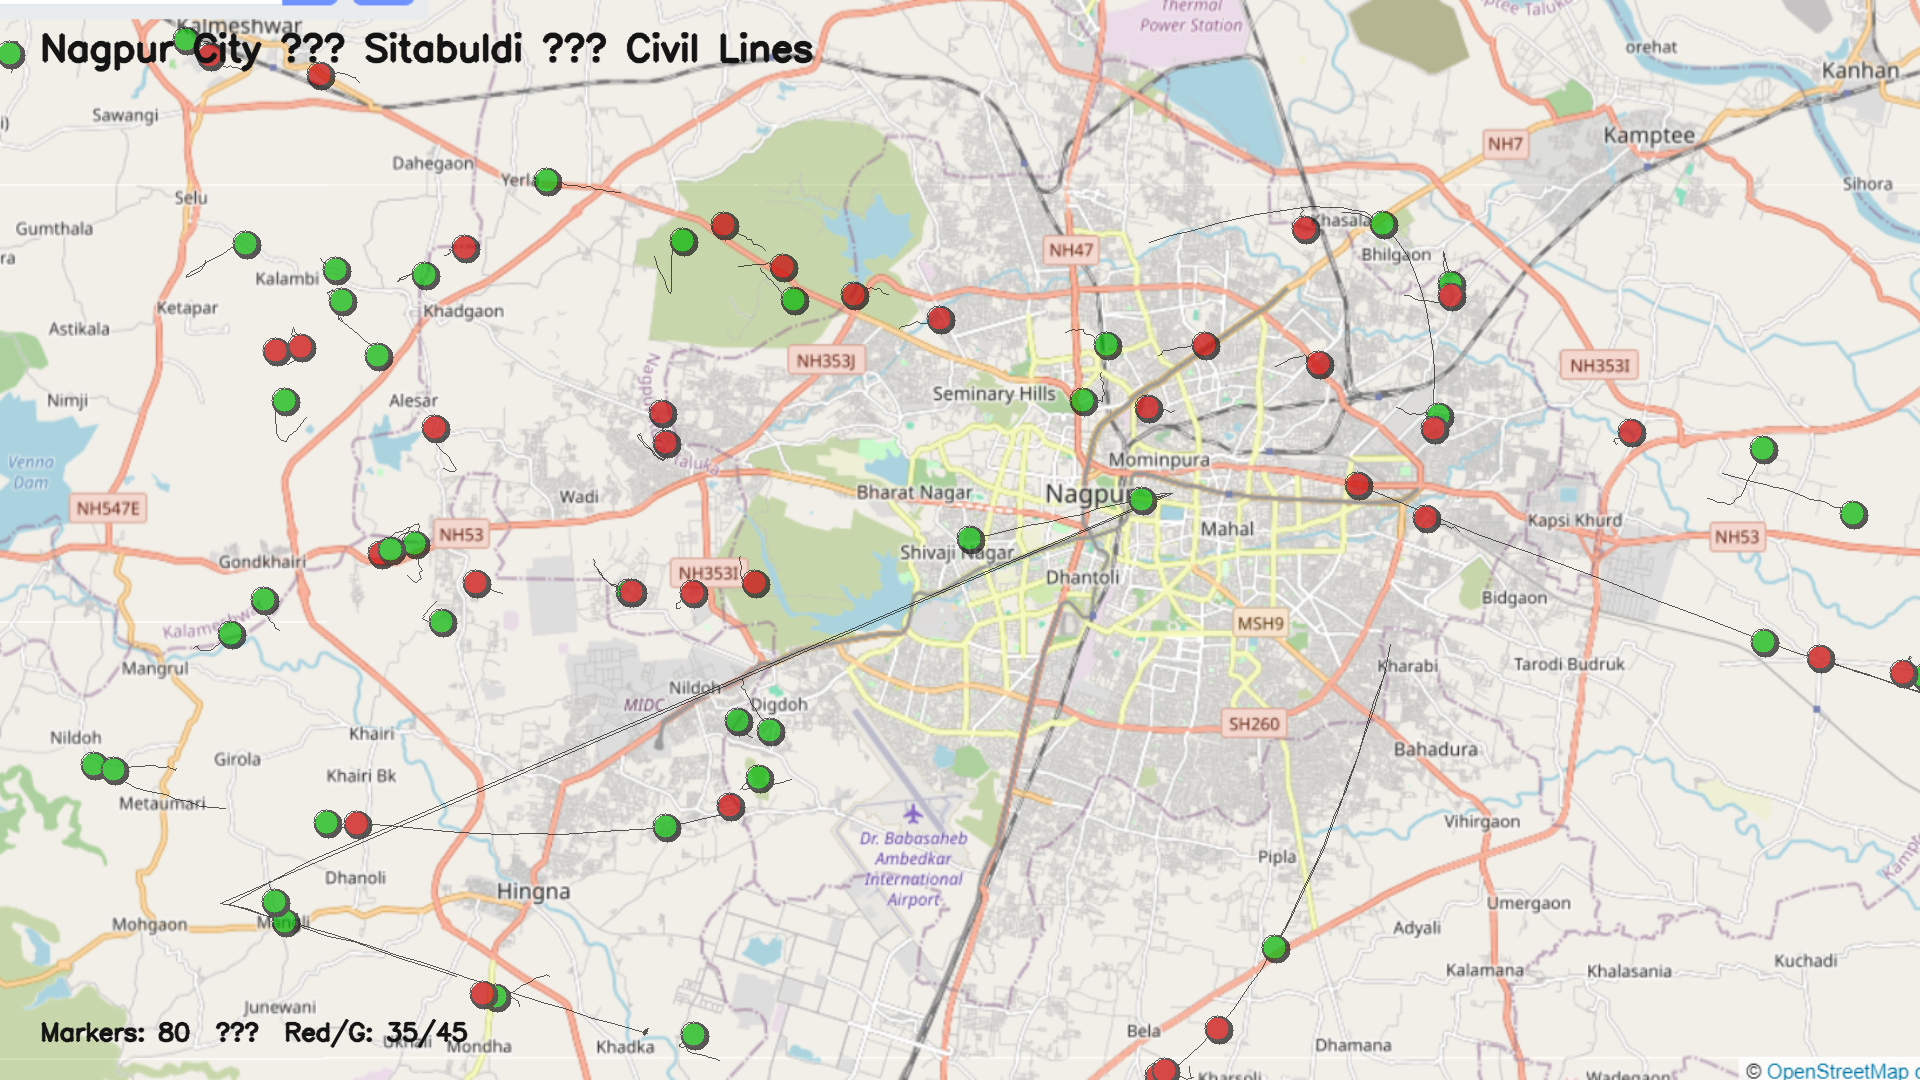 Thermal
Power Station
Kalmeshwar
orehat
Nagpur City ??? Sitabuldi ??? Civil Lines
Kanhan
Sawangi
Kamptee
NH7
Dahegaon
Yerla
Sihora
Selu
Gumthala
Khasala
ra
NH47
Bhilgaon
Kalambi
Ketapar
Khadgaon
Astikala
NH353J
NH353I
Seminary Hills
Nimji
Alesar
Mominpura
Taluka
Venna
Dam
Bharat Nagar
Nagpur
Wadi
NH547E
Kapsi Khurd
NH53
Mahal
NH53
Shivaji Nagar
Gondkhairi
NH353I
Dhantoli
Bidgaon
MSH9
Mangrul
Kharabi
Tarodi Budruk
Nildoh
MIDC
Digdoh
SH260
Nildoh
Khairi
Bahadura
Girola
Khairi Bk
Metaumari
Vihirgaon
Dr. Babasaheb
Ambedkar
International
Airport
Pipla
Dhanoli
Hingna
Umergaon
Mohgaon
Adyali
Kalamana
Khalasania
Kuchadi
Junewani
Markers: 80 ??? Red/G: 35/45
Bela
Mondha
Khadka
Dhamana
Kharsoli
Wadegaon
© OpenStreetMap c